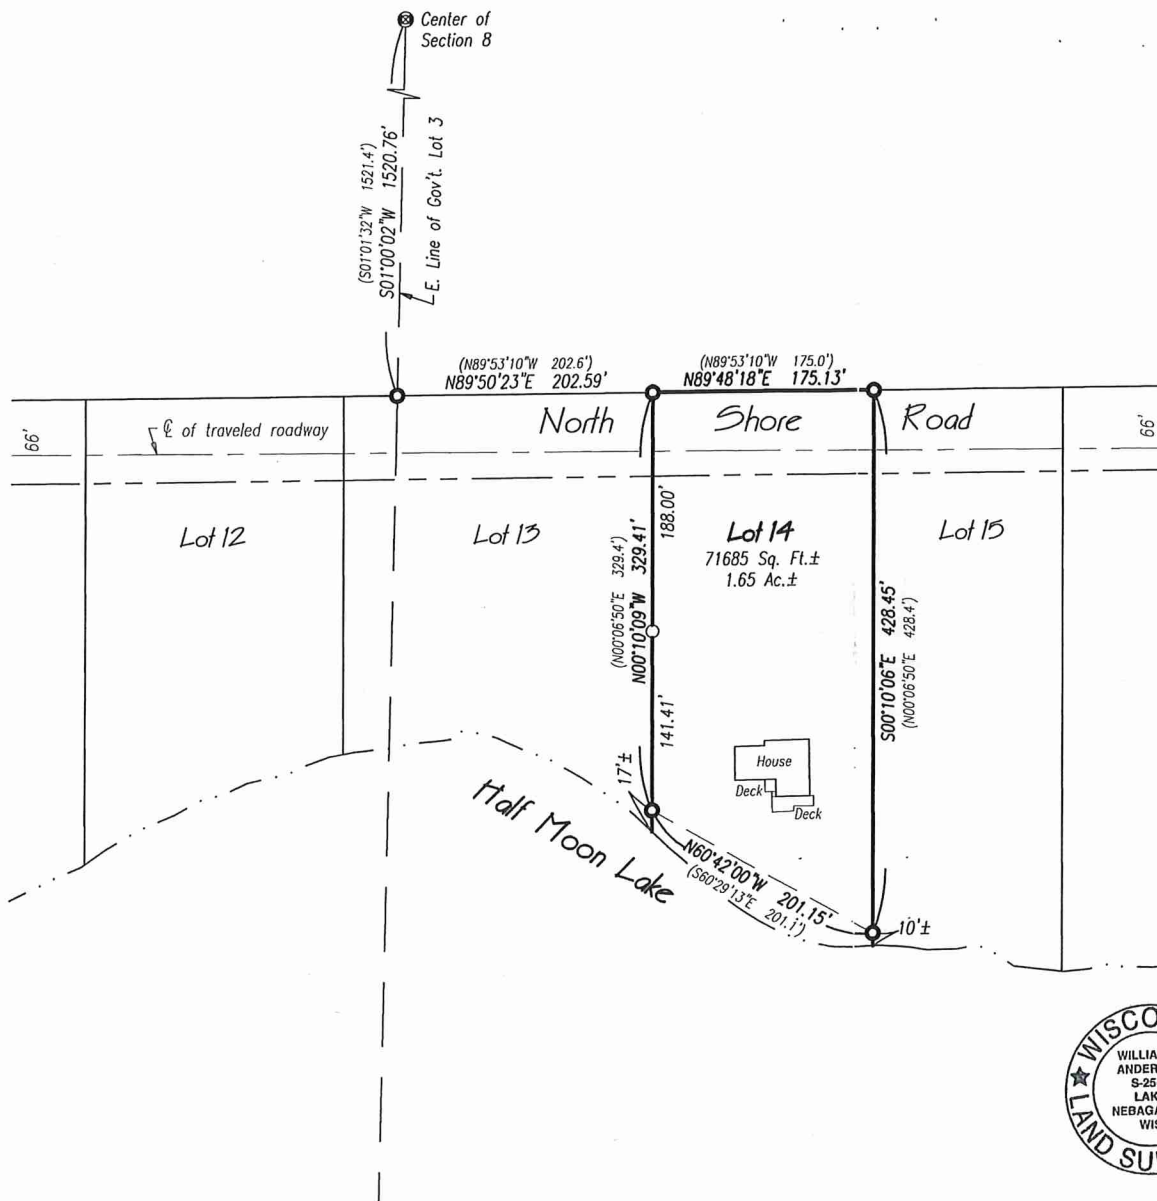 Center of
Section 8
(S01°01'32"W 1521.4')
S01°00'02"W 1520.76'
E. Line of Gov't. Lot 3
(N89°53'10"W 202.6')
N89°50'23"E 202.59'
(N89°53'10"W 175.0')
N89°48'18"E 175.13'
66'
℄ of traveled roadway
North Shore Road
66'
Lot 12
Lot 13
Lot 14
71685 Sq. Ft.±
1.65 Ac.±
Lot 15
(N00°06'50"E 329.4')
N00°10'09"W 329.41'
188.00'
141.41'
17'±
S00°10'06"E 428.45'
(N00°06'50"E 428.4')
House
Deck
Deck
Half Moon Lake
N60°42'00"W 201.15'
(S60°29'13"E 201.1')
10'±
WISCO
WILLIA
ANDER
S-25
LAK
NEBAGA
WIS
LAND SU